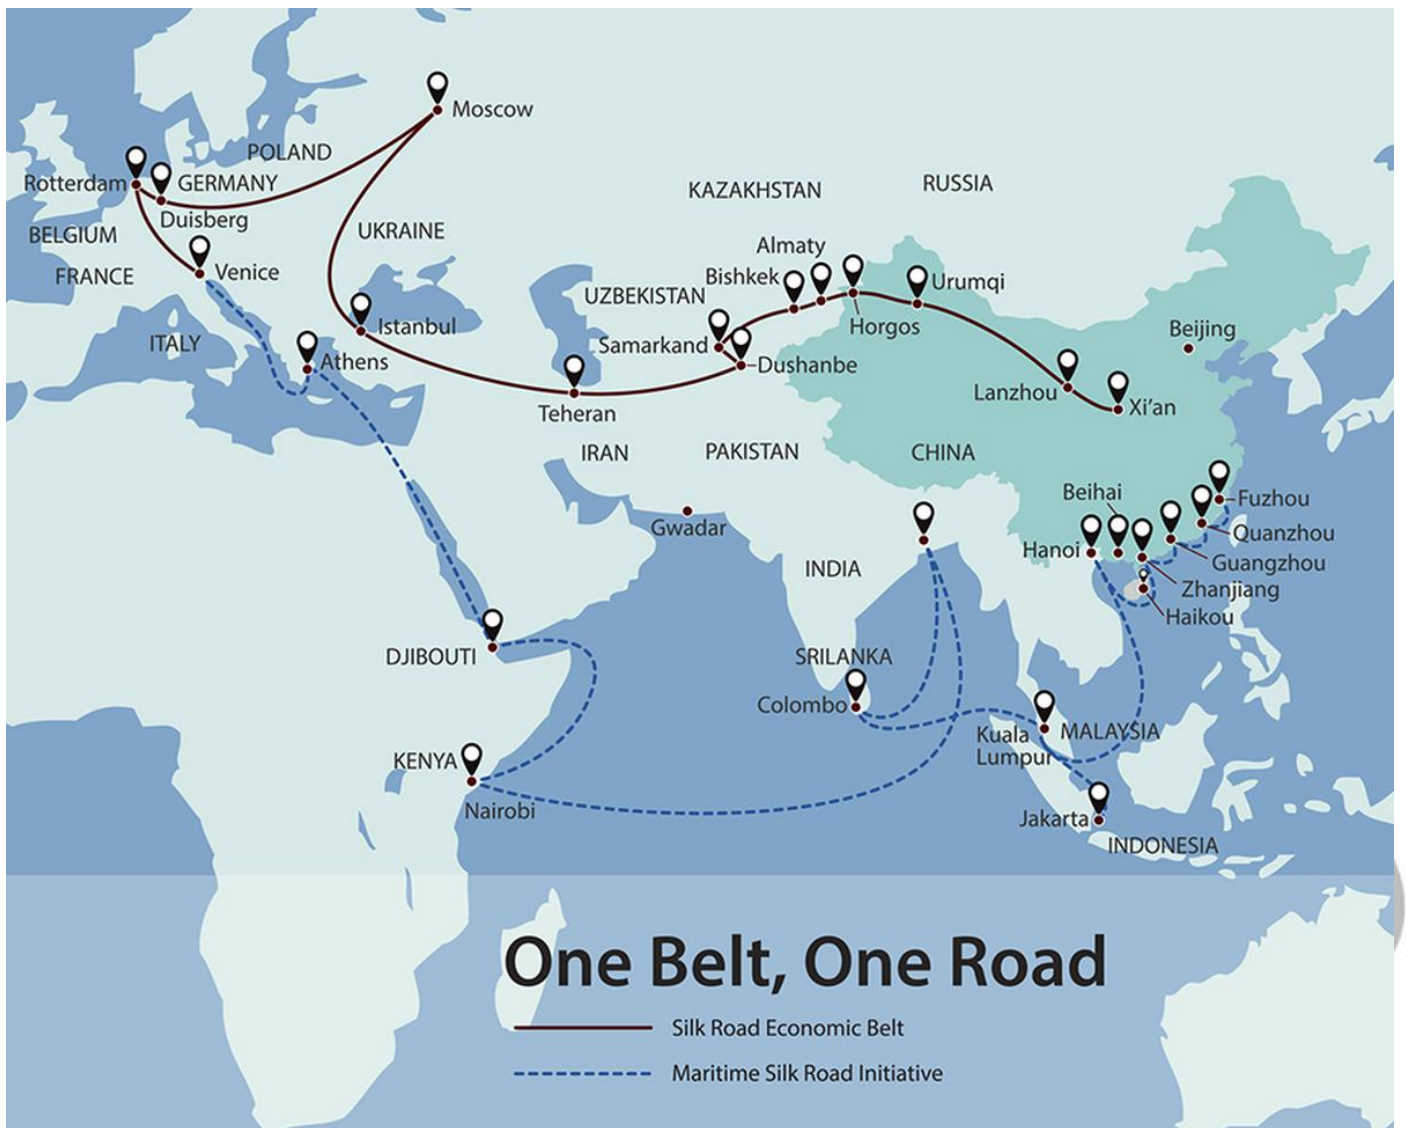 Moscow
POLAND
Rotterdam
GERMANY
KAZAKHSTAN
RUSSIA
Duisberg
BELGIUM
UKRAINE
Almaty
FRANCE
Venice
Bishkek
Urumqi
UZBEKISTAN
Istanbul
Horgos
Beijing
ITALY
Samarkand
Athens
Dushanbe
Lanzhou
Xi'an
Teheran
IRAN
PAKISTAN
CHINA
Beihai
Fuzhou
Gwadar
Quanzhou
Hanoi
Guangzhou
INDIA
Zhanjiang
Haikou
DJIBOUTI
SRILANKA
Colombo
Kuala
Lumpur
MALAYSIA
KENYA
Nairobi
Jakarta
INDONESIA
One Belt, One Road
Silk Road Economic Belt
Maritime Silk Road Initiative